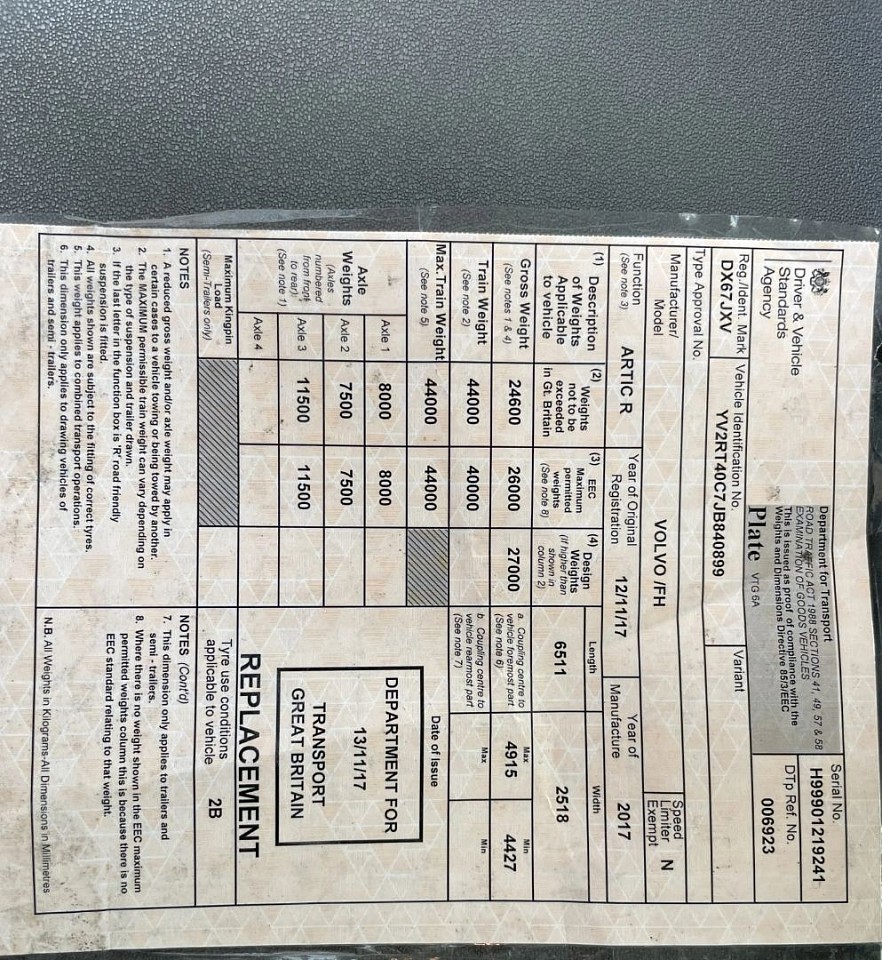 Driver & Vehicle
Standards
Agency
Department for Transport
ROAD TRAFFIC ACT 1988 SECTIONS 41, 49, 57 & 58
EXAMINATION OF GOODS VEHICLES
This is issued as proof of compliance with the
Weights and Dimensions Directive 85/3/EEC
Plate VTG 6A
Serial No.
H99901219241
DTp Ref. No.
006923
Reg./Ident. Mark
DX67JXV
Vehicle Identification No.
YV2RT40C7JB840899
Variant
Type Approval No.
Manufacturer/
Model
VOLVO /FH
Speed
Limiter N
Exempt
Function
(See note 3)
ARTIC R
Year of Original
Registration
12/11/17
Year of
Manufacture
2017
(1) Description
of Weights
Applicable
to vehicle
(2) Weights
not to be
exceeded
in Gt. Britain
(3) EEC
Maximum
permitted
weights
(See note 8)
(4) Design
Weights
(If higher than
shown in
column 2)
Length
6511
Width
2518
Gross Weight
(See notes 1 & 4)
24600
26000
27000
a. Coupling centre to
vehicle foremost part
(See note 6)
Max
4915
Min
4427
Train Weight
(See note 2)
44000
40000
b. Coupling centre to
vehicle rearmost part
(See note 7)
Max
Min
Max.Train Weight
(See note 5)
44000
44000
Axle
Weights
(Axles
numbered
from front
to rear)
(See note 1)
Axle 1
8000
8000
Axle 2
7500
7500
Axle 3
11500
11500
Axle 4
Date of Issue
DEPARTMENT FOR
13/11/17
TRANSPORT
GREAT BRITAIN
REPLACEMENT
Maximum Kingpin
Load
(Semi-Trailers only)
Tyre use conditions
applicable to vehicle
2B
NOTES
1. A reduced gross weight and/or axle weight may apply in
certain cases to a vehicle towing or being towed by another.
2. The MAXIMUM permissible train weight can vary depending on
the type of suspension and trailer drawn.
3. If the last letter in the function box is 'R' road friendly
suspension is fitted.
4. All weights shown are subject to the fitting of correct tyres.
5. This weight applies to combined transport operations.
6. This dimension only applies to drawing vehicles of
trailers and semi - trailers.
NOTES (Cont'd)
7. This dimension only applies to trailers and
semi - trailers.
8. Where there is no weight shown in the EEC maximum
permitted weights column this is because there is no
EEC standard relating to that weight.
N.B. All Weights in Kilograms-All Dimensions in Millimetres